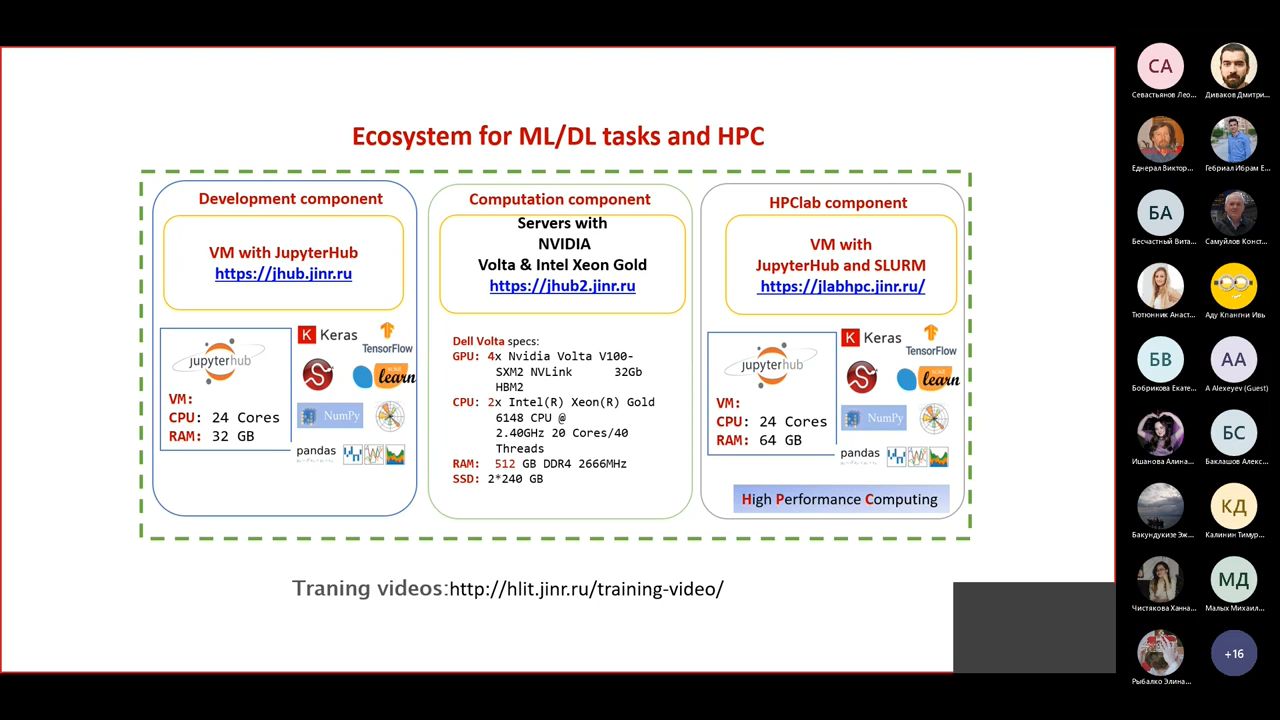 Ecosystem for ML/DL tasks and HPC
Development component
VM with JupyterHub
https://jhub.jinr.ru
jupyterhub
VM:
CPU: 24 Cores
RAM: 32 GB
K Keras
TensorFlow
learn
NumPy
pandas
Computation component
Servers with
NVIDIA
Volta & Intel Xeon Gold
https://jhub2.jinr.ru
Dell Volta specs:
GPU: 4x Nvidia Volta V100-
SXM2 NVLink 32Gb
HBM2
CPU: 2x Intel(R) Xeon(R) Gold
6148 CPU @
2.40GHz 20 Cores/40
Threads
RAM: 512 GB DDR4 2666MHz
SSD: 2*240 GB
HPClab component
VM with
JupyterHub and SLURM
https://jlabhpc.jinr.ru/
jupyterhub
VM:
CPU: 24 Cores
RAM: 64 GB
K Keras
TensorFlow
learn
NumPy
pandas
High Performance Computing
Traning videos:http://hlit.jinr.ru/training-video/
СА
Севастьянов Лео...
Диваков Дмитри...
Еднерал Виктор...
Гебриал Ибрам Е...
БА
Бесчастный Вита...
Самуйлов Конст...
Тютюнник Анаст...
Аду Кпангни Ивь
БВ
Бобрикова Екате...
AA
A Alexeyev (Guest)
Ишанова Алина...
БС
Баклашов Алекс...
Бакундукизе Эж...
КД
Калинин Тимур...
Чистякова Ханна...
МД
Малых Михаил...
Рыбалко Элина...
+16